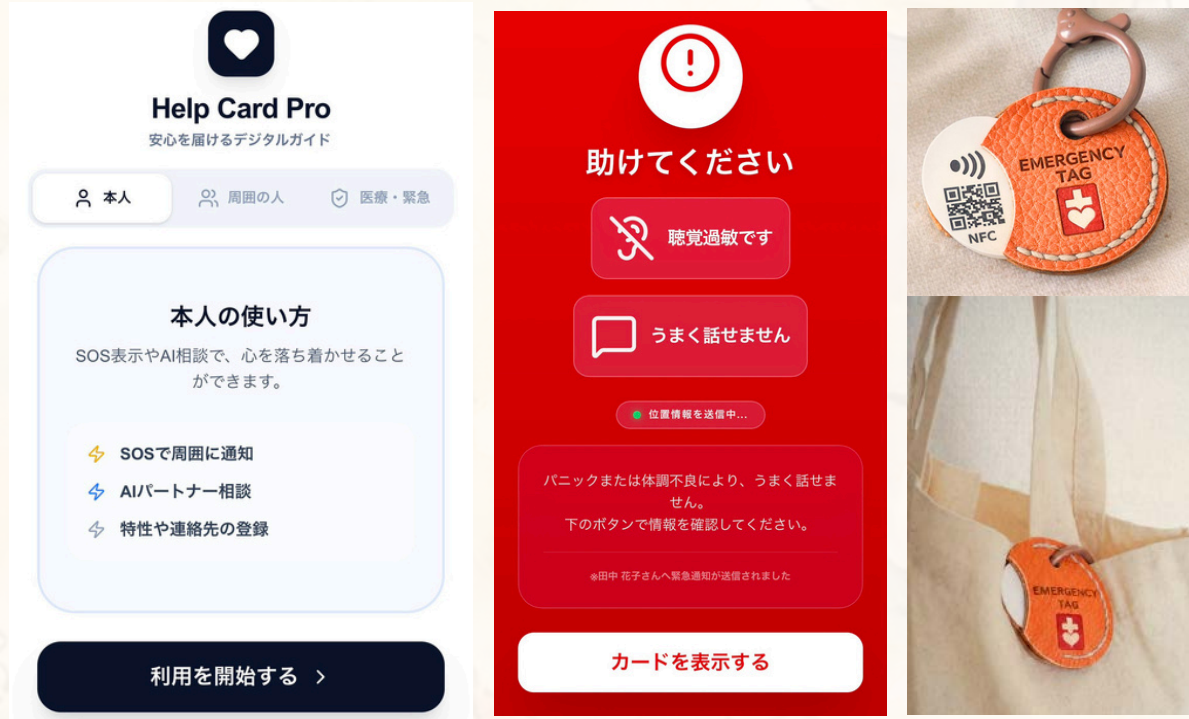 Help Card Pro
安心を届けるデジタルガイド
本人
周囲の人
医療・緊急
本人の使い方
SOS表示やAI相談で、心を落ち着かせること
ができます。
SOSで周囲に通知
AIパートナー相談
特性や連絡先の登録
利用を開始する
助けてください
聴覚過敏です
うまく話せません
位置情報を送信中...
パニックまたは体調不良により、うまく話せま
せん。
下のボタンで情報を確認してください。
※田中 花子さんへ緊急通知が送信されました
カードを表示する
EMERGENCY
TAG
NFC
EMERGENCY
TAG